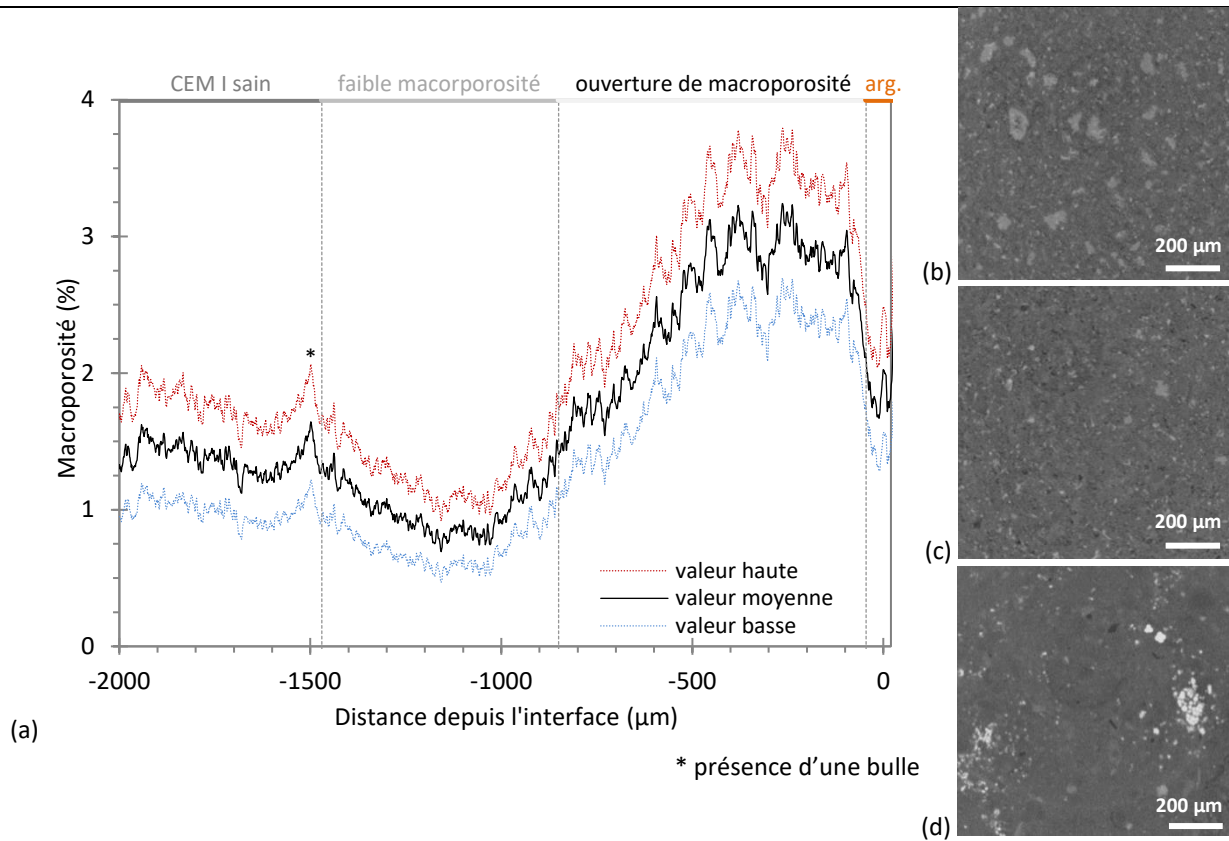 CEM I sain faible macorporosité ouverture de macroporosité arg.
4
3
2
1
0
Macroporosité (%)
*
valeur haute
valeur moyenne
valeur basse
-2000 -1500 -1000 -500 0
Distance depuis l'interface (µm)
(a)
* présence d’une bulle
200 µm
(b)
200 µm
(c)
200 µm
(d)